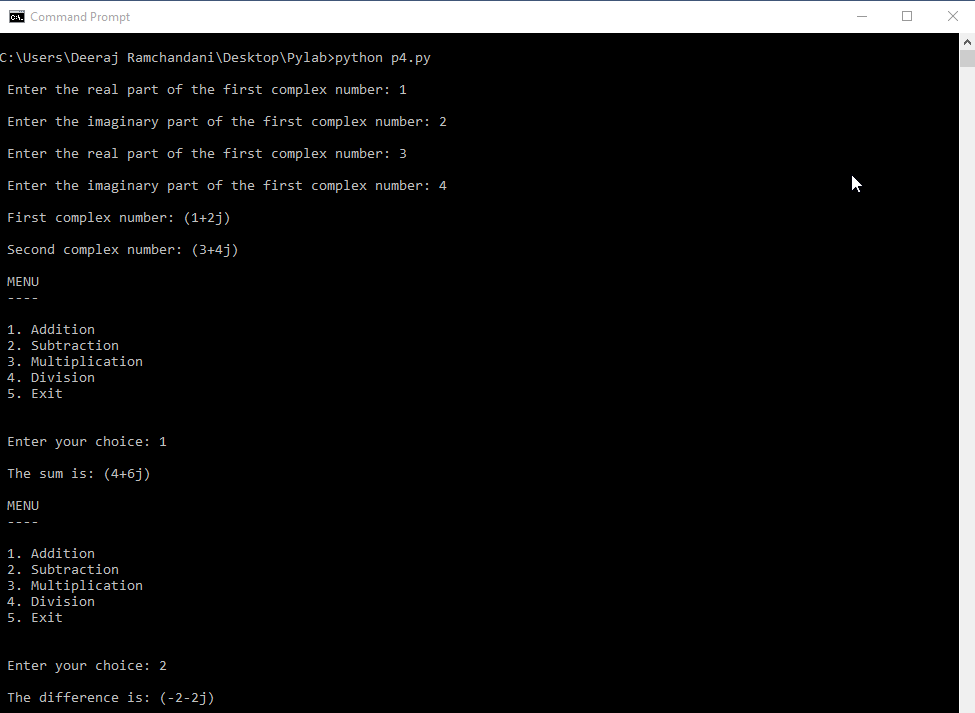 Command Prompt
C:\Users\Deeraj Ramchandani\Desktop\Pylab>python p4.py
Enter the real part of the first complex number: 1
Enter the imaginary part of the first complex number: 2
Enter the real part of the first complex number: 3
Enter the imaginary part of the first complex number: 4
First complex number: (1+2j)
Second complex number: (3+4j)
MENU
----
1. Addition
2. Subtraction
3. Multiplication
4. Division
5. Exit
Enter your choice: 1
The sum is: (4+6j)
MENU
----
1. Addition
2. Subtraction
3. Multiplication
4. Division
5. Exit
Enter your choice: 2
The difference is: (-2-2j)